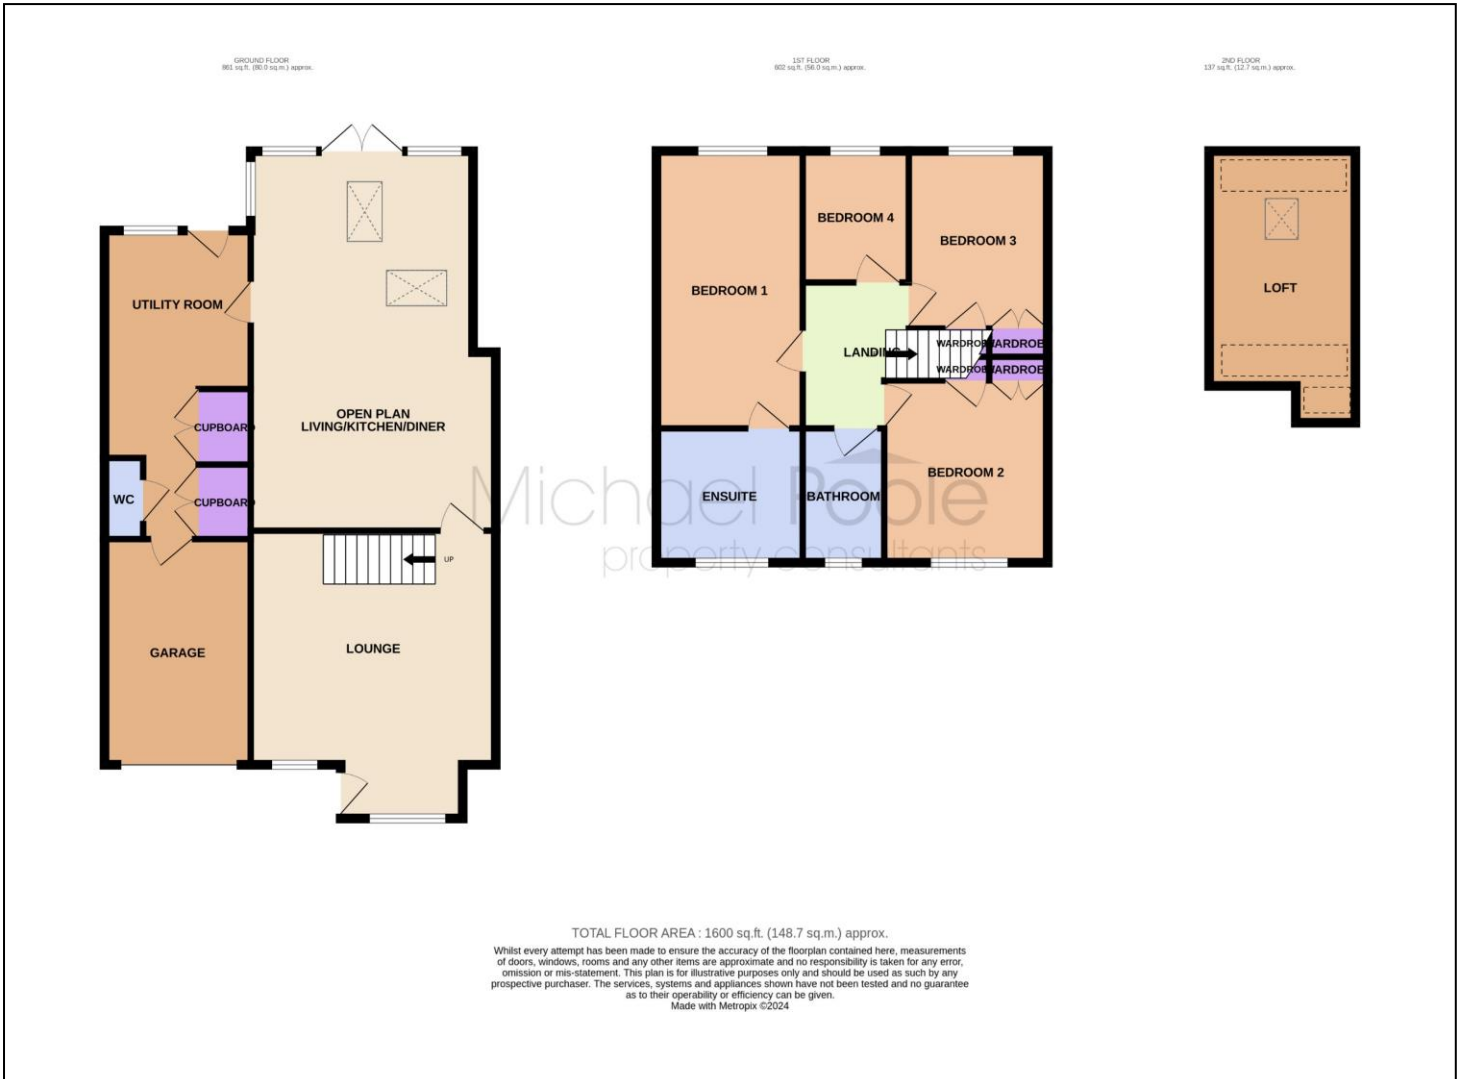 GROUND FLOOR
861 sq.ft. (80.0 sq.m.) approx.
1ST FLOOR
602 sq.ft. (56.0 sq.m.) approx.
2ND FLOOR
137 sq.ft. (12.7 sq.m.) approx.
UTILITY ROOM
OPEN PLAN
LIVING/KITCHEN/DINER
CUPBOARD
CUPBOARD
WC
UP
GARAGE
LOUNGE
BEDROOM 1
BEDROOM 4
BEDROOM 3
LANDING
WARDROBE
WARDROBE
WARDROBE
WARDROBE
BEDROOM 2
ENSUITE
BATHROOM
LOFT
Michael Poole
property consultants
TOTAL FLOOR AREA : 1600 sq.ft. (148.7 sq.m.) approx.
Whilst every attempt has been made to ensure the accuracy of the floorplan contained here, measurements
of doors, windows, rooms and any other items are approximate and no responsibility is taken for any error,
omission or mis-statement. This plan is for illustrative purposes only and should be used as such by any
prospective purchaser. The services, systems and appliances shown have not been tested and no guarantee
as to their operability or efficiency can be given.
Made with Metropix ©2024